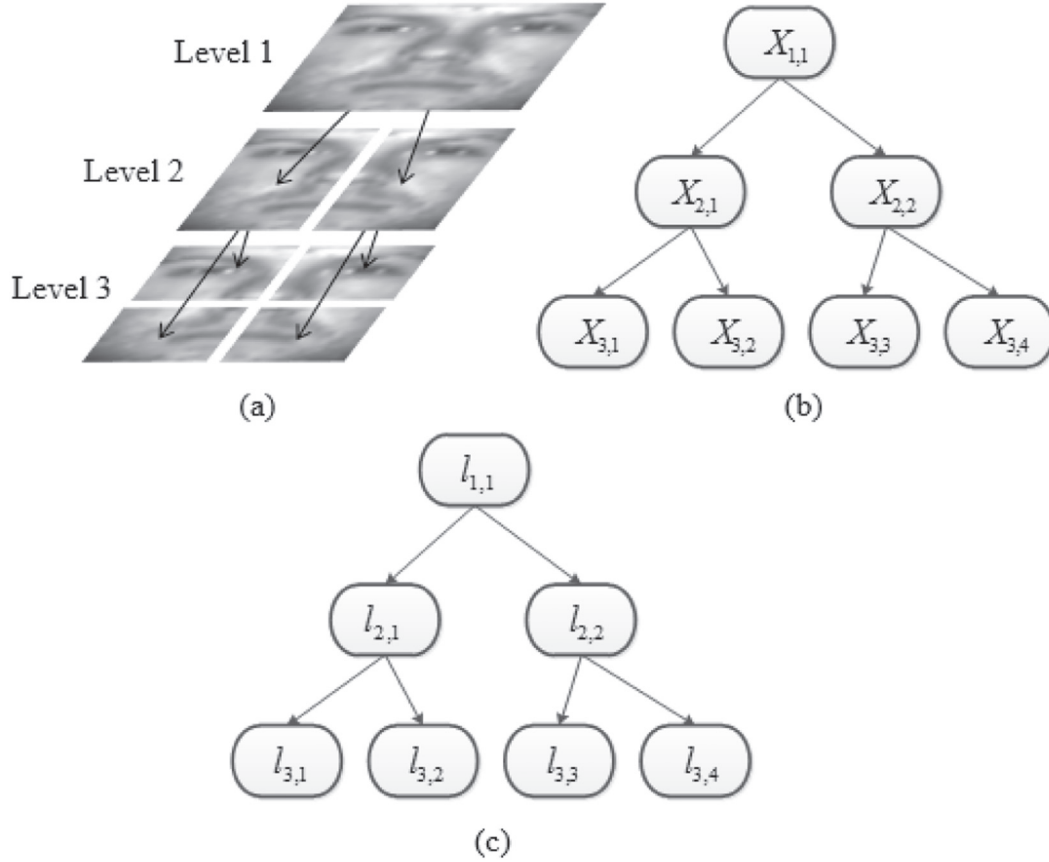 Level 1
Level 2
Level 3
(a)
X1,1
X2,1 X2,2
X3,1 X3,2 X3,3 X3,4
(b)
l1,1
l2,1 l2,2
l3,1 l3,2 l3,3 l3,4
(c)